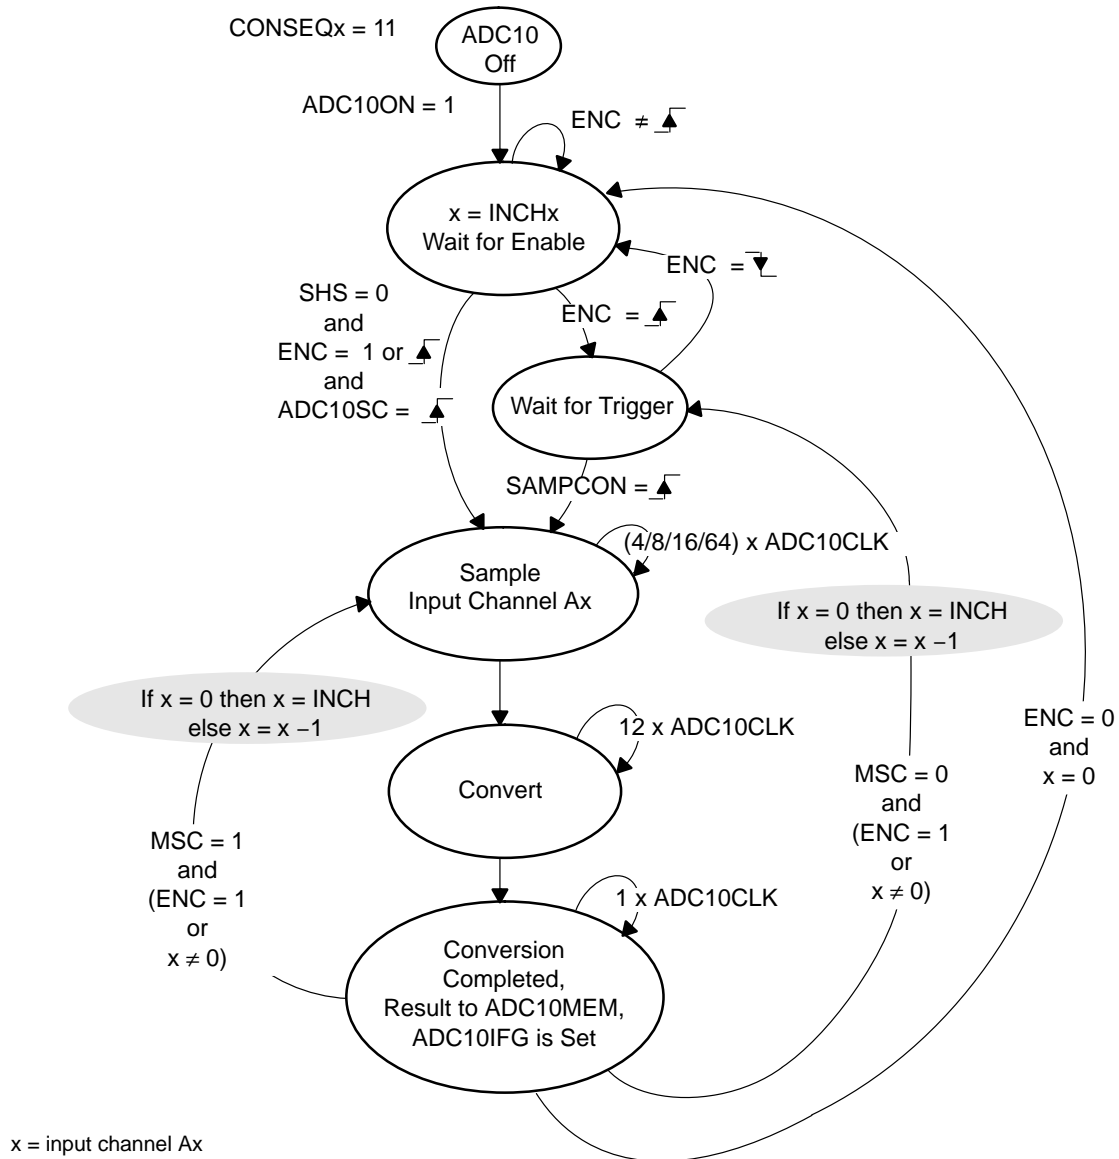 CONSEQx = 11
ADC10
Off
ADC10ON = 1
ENC ≠
x = INCHx
Wait for Enable
ENC =
SHS = 0
and
ENC = 1 or
and
ADC10SC =
ENC =
Wait for Trigger
SAMPCON =
(4/8/16/64) x ADC10CLK
Sample
Input Channel Ax
If x = 0 then x = INCH
else x = x −1
If x = 0 then x = INCH
else x = x −1
12 x ADC10CLK
Convert
ENC = 0
and
x = 0
MSC = 0
and
(ENC = 1
or
x ≠ 0)
MSC = 1
and
(ENC = 1
or
x ≠ 0)
1 x ADC10CLK
Conversion
Completed,
Result to ADC10MEM,
ADC10IFG is Set
x = input channel Ax